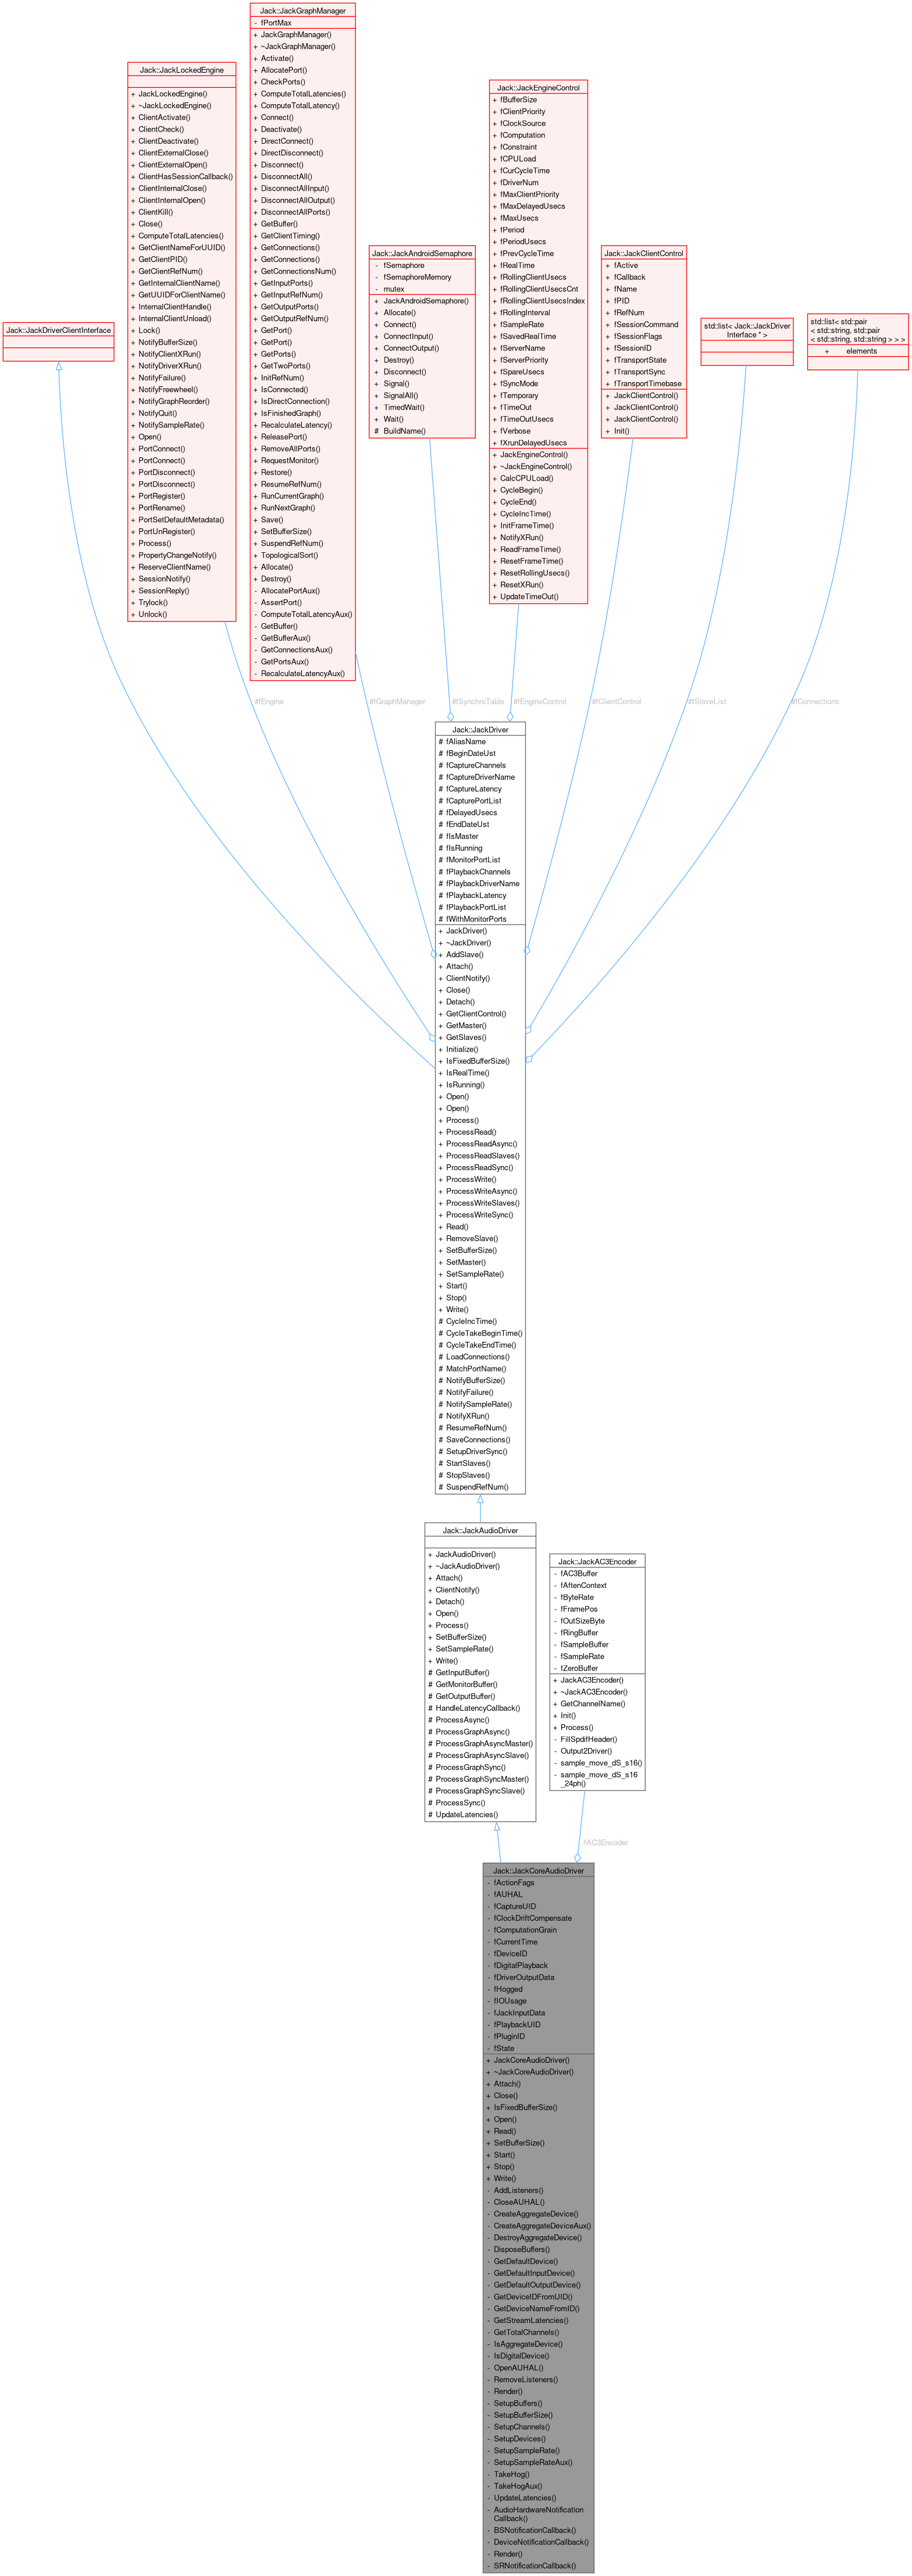 Jack::JackGraphManager
- fPortMax
+ JackGraphManager()
+ ~JackGraphManager()
+ Activate()
+ AllocatePort()
+ CheckPorts()
+ ComputeTotalLatencies()
+ ComputeTotalLatency()
+ Connect()
+ Deactivate()
+ DirectConnect()
+ DirectDisconnect()
+ Disconnect()
+ DisconnectAll()
+ DisconnectAllInput()
+ DisconnectAllOutput()
+ DisconnectAllPorts()
+ GetBuffer()
+ GetClientTiming()
+ GetConnections()
+ GetConnections()
+ GetConnectionsNum()
+ GetInputPorts()
+ GetInputRefNum()
+ GetOutputPorts()
+ GetOutputRefNum()
+ GetPort()
+ GetPort()
+ GetPorts()
+ GetTwoPorts()
+ InitRefNum()
+ IsConnected()
+ IsDirectConnection()
+ IsFinishedGraph()
+ RecalculateLatency()
+ ReleasePort()
+ RemoveAllPorts()
+ RequestMonitor()
+ Restore()
+ ResumeRefNum()
+ RunCurrentGraph()
+ RunNextGraph()
+ Save()
+ SetBufferSize()
+ SuspendRefNum()
+ TopologicalSort()
+ Allocate()
+ Destroy()
- AllocatePortAux()
- AssertPort()
- ComputeTotalLatencyAux()
- GetBuffer()
- GetBufferAux()
- GetConnectionsAux()
- GetPortsAux()
- RecalculateLatencyAux()
Jack::JackLockedEngine
+ JackLockedEngine()
+ ~JackLockedEngine()
+ ClientActivate()
+ ClientCheck()
+ ClientDeactivate()
+ ClientExternalClose()
+ ClientExternalOpen()
+ ClientHasSessionCallback()
+ ClientInternalClose()
+ ClientInternalOpen()
+ ClientKill()
+ Close()
+ ComputeTotalLatencies()
+ GetClientNameForUUID()
+ GetClientPID()
+ GetClientRefNum()
+ GetInternalClientName()
+ GetUUIDForClientName()
+ InternalClientHandle()
+ InternalClientUnload()
+ Lock()
+ NotifyBufferSize()
+ NotifyClientXRun()
+ NotifyDriverXRun()
+ NotifyFailure()
+ NotifyFreewheel()
+ NotifyGraphReorder()
+ NotifyQuit()
+ NotifySampleRate()
+ Open()
+ PortConnect()
+ PortConnect()
+ PortDisconnect()
+ PortDisconnect()
+ PortRegister()
+ PortRename()
+ PortSetDefaultMetadata()
+ PortUnRegister()
+ Process()
+ PropertyChangeNotify()
+ ReserveClientName()
+ SessionNotify()
+ SessionReply()
+ Trylock()
+ Unlock()
Jack::JackEngineControl
+ fBufferSize
+ fClientPriority
+ fClockSource
+ fComputation
+ fConstraint
+ fCPULoad
+ fCurCycleTime
+ fDriverNum
+ fMaxClientPriority
+ fMaxDelayedUsecs
+ fMaxUsecs
+ fPeriod
+ fPeriodUsecs
+ fPrevCycleTime
+ fRealTime
+ fRollingClientUsecs
+ fRollingClientUsecsCnt
+ fRollingClientUsecsIndex
+ fRollingInterval
+ fSampleRate
+ fSavedRealTime
+ fServerName
+ fServerPriority
+ fSpareUsecs
+ fSyncMode
+ fTemporary
+ fTimeOut
+ fTimeOutUsecs
+ fVerbose
+ fXrunDelayedUsecs
+ JackEngineControl()
+ ~JackEngineControl()
+ CalcCPULoad()
+ CycleBegin()
+ CycleEnd()
+ CycleIncTime()
+ InitFrameTime()
+ NotifyXRun()
+ ReadFrameTime()
+ ResetFrameTime()
+ ResetRollingUsecs()
+ ResetXRun()
+ UpdateTimeOut()
Jack::JackAndroidSemaphore
- fSemaphore
- fSemaphoreMemory
- mutex
+ JackAndroidSemaphore()
+ Allocate()
+ Connect()
+ ConnectInput()
+ ConnectOutput()
+ Destroy()
+ Disconnect()
+ Signal()
+ SignalAll()
+ TimedWait()
+ Wait()
# BuildName()
Jack::JackClientControl
+ fActive
+ fCallback
+ fName
+ fPID
+ fRefNum
+ fSessionCommand
+ fSessionFlags
+ fSessionID
+ fTransportState
+ fTransportSync
+ fTransportTimebase
+ JackClientControl()
+ JackClientControl()
+ JackClientControl()
+ Init()
Jack::JackDriverClientInterface
std::list< Jack::JackDriver
Interface * >
std::list< std::pair
< std::string, std::pair
< std::string, std::string > > >
+ elements
#fEngine
#fGraphManager
#fSynchroTable
#fEngineControl
#fClientControl
#fSlaveList
#fConnections
Jack::JackDriver
# fAliasName
# fBeginDateUst
# fCaptureChannels
# fCaptureDriverName
# fCaptureLatency
# fCapturePortList
# fDelayedUsecs
# fEndDateUst
# fIsMaster
# fIsRunning
# fMonitorPortList
# fPlaybackChannels
# fPlaybackDriverName
# fPlaybackLatency
# fPlaybackPortList
# fWithMonitorPorts
+ JackDriver()
+ ~JackDriver()
+ AddSlave()
+ Attach()
+ ClientNotify()
+ Close()
+ Detach()
+ GetClientControl()
+ GetMaster()
+ GetSlaves()
+ Initialize()
+ IsFixedBufferSize()
+ IsRealTime()
+ IsRunning()
+ Open()
+ Open()
+ Process()
+ ProcessRead()
+ ProcessReadAsync()
+ ProcessReadSlaves()
+ ProcessReadSync()
+ ProcessWrite()
+ ProcessWriteAsync()
+ ProcessWriteSlaves()
+ ProcessWriteSync()
+ Read()
+ RemoveSlave()
+ SetBufferSize()
+ SetMaster()
+ SetSampleRate()
+ Start()
+ Stop()
+ Write()
# CycleIncTime()
# CycleTakeBeginTime()
# CycleTakeEndTime()
# LoadConnections()
# MatchPortName()
# NotifyBufferSize()
# NotifyFailure()
# NotifySampleRate()
# NotifyXRun()
# ResumeRefNum()
# SaveConnections()
# SetupDriverSync()
# StartSlaves()
# StopSlaves()
# SuspendRefNum()
Jack::JackAudioDriver
+ JackAudioDriver()
+ ~JackAudioDriver()
+ Attach()
+ ClientNotify()
+ Detach()
+ Open()
+ Process()
+ SetBufferSize()
+ SetSampleRate()
+ Write()
# GetInputBuffer()
# GetMonitorBuffer()
# GetOutputBuffer()
# HandleLatencyCallback()
# ProcessAsync()
# ProcessGraphAsync()
# ProcessGraphAsyncMaster()
# ProcessGraphAsyncSlave()
# ProcessGraphSync()
# ProcessGraphSyncMaster()
# ProcessGraphSyncSlave()
# ProcessSync()
# UpdateLatencies()
Jack::JackAC3Encoder
- fAC3Buffer
- fAftenContext
- fByteRate
- fFramePos
- fOutSizeByte
- fRingBuffer
- fSampleBuffer
- fSampleRate
- fZeroBuffer
+ JackAC3Encoder()
+ ~JackAC3Encoder()
+ GetChannelName()
+ Init()
+ Process()
- FillSpdifHeader()
- Output2Driver()
- sample_move_dS_s16()
- sample_move_dS_s16
_24ph()
-fAC3Encoder
Jack::JackCoreAudioDriver
- fActionFags
- fAUHAL
- fCaptureUID
- fClockDriftCompensate
- fComputationGrain
- fCurrentTime
- fDeviceID
- fDigitalPlayback
- fDriverOutputData
- fHogged
- fIOUsage
- fJackInputData
- fPlaybackUID
- fPluginID
- fState
+ JackCoreAudioDriver()
+ ~JackCoreAudioDriver()
+ Attach()
+ Close()
+ IsFixedBufferSize()
+ Open()
+ Read()
+ SetBufferSize()
+ Start()
+ Stop()
+ Write()
- AddListeners()
- CloseAUHAL()
- CreateAggregateDevice()
- CreateAggregateDeviceAux()
- DestroyAggregateDevice()
- DisposeBuffers()
- GetDefaultDevice()
- GetDefaultInputDevice()
- GetDefaultOutputDevice()
- GetDeviceIDFromUID()
- GetDeviceNameFromID()
- GetStreamLatencies()
- GetTotalChannels()
- IsAggregateDevice()
- IsDigitalDevice()
- OpenAUHAL()
- RemoveListeners()
- Render()
- SetupBuffers()
- SetupBufferSize()
- SetupChannels()
- SetupDevices()
- SetupSampleRate()
- SetupSampleRateAux()
- TakeHog()
- TakeHogAux()
- UpdateLatencies()
- AudioHardwareNotification
Callback()
- BSNotificationCallback()
- DeviceNotificationCallback()
- Render()
- SRNotificationCallback()